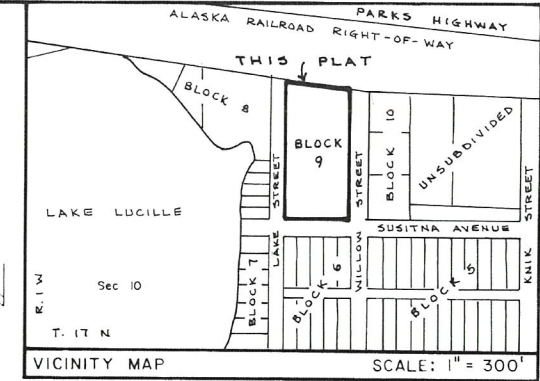 PARKS HIGHWAY
ALASKA RAILROAD RIGHT-OF-WAY
THIS PLAT
BLOCK 8
BLOCK
9
BLOCK 10
UNSUBDIVIDED
LAKE STREET
WILLOW STREET
KNIK STREET
LAKE LUCILLE
SUSITNA AVENUE
R. 1 W
Sec 10
T. 17 N
BLOCK 7
BLOCK 6
BLOCK 5
VICINITY MAP
SCALE: 1" = 300'